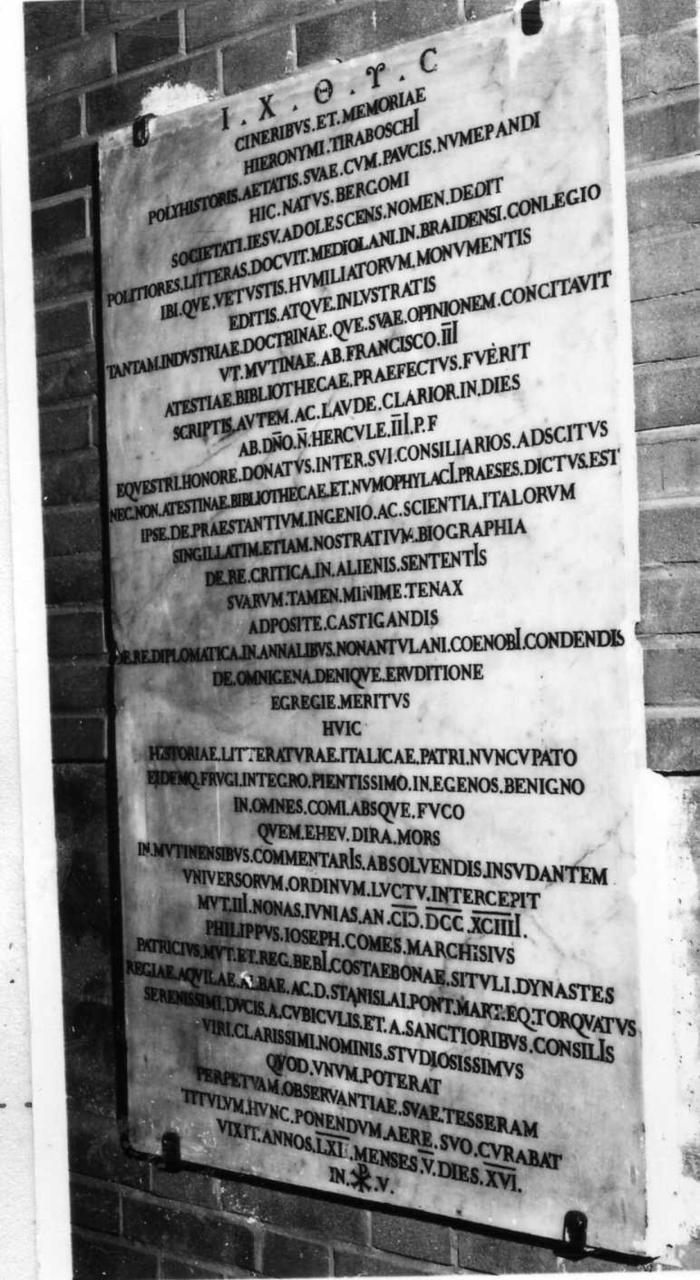 Ι . Χ . Θ . Υ . C
CINERIBVS.ET.MEMORIAE
HIERONYMI.TIRABOSCHI
POLYHISTORIS.AETATIS.SVAE.CVM.PAVCIS.NVMEPANDI
HIC.NATVS.BERGOMI
SOCIETATI.IESV.ADOLESCENS.NOMEN.DEDIT
POLITIORES.LITTERAS.DOCVIT.MEDIOLANI.IN.BRAIDENSI.CONLEGIO
IBI.QVE.VETVSTIS.HVMILIATORVM.MONVMENTIS
EDITIS.ATQVE.INLVSTRATIS
TANTAM.INDVSTRIAE.DOCTRINAE.QVE.SVAE.OPINIONEM.CONCITAVIT
VT.MVTINAE.AB.FRANCISCO.III
ATESTIAE.BIBLIOTHECAE.PRAEFECTVS.FVERIT
SCRIPTIS.AVTEM.AC.LAVDE.CLARIOR.IN.DIES
AB.DÑO.Ñ.HERCVLE.III.P.F
EQVESTRI.HONORE.DONATVS.INTER.SVI.CONSILIARIOS.ADSCITVS
NEC.NON.ATESTINAE.BIBLIOTHECAE.ET.NVMOPHYLACI.PRAESES.DICTVS.EST
IPSE.DE.PRAESTANTIVM.INGENIO.AC.SCIENTIA.ITALORVM
SINGILLATIM.ETIAM.NOSTRATIVM.BIOGRAPHIA
DE.RE.CRITICA.IN.ALIENIS.SENTENTIS
SVARVM.TAMEN.MINIME.TENAX
ADPOSITE.CASTIGANDIS
DE.RE.DIPLOMATICA.IN.ANNALIBVS.NONANTVLANI.COENOBI.CONDENDIS
DE.OMNIGENA.DENIQVE.ERVDITIONE
EGREGIE.MERITVS
HVIC
HISTORIAE.LITTERATVRAE.ITALICAE.PATRI.NVNCVPATO
EIDEMQ.FRVGI.INTEGRO.PIENTISSIMO.IN.EGENOS.BENIGNO
IN.OMNES.COMI.ABSQVE.FVCO
QVEM.EHEV.DIRA.MORS
IN.MVTINENSIBVS.COMMENTARIS.ABSOLVENDIS.INSVDANTEM
VNIVERSORVM.ORDINVM.LVCTV.INTERCEPIT
MVT.III.NONAS.IVNIAS.AN.CIƆ.DCC.XCIIII.
PHILIPPVS.IOSEPH.COMES.MARCHISIVS
PATRICIVS.MVT.ET.REG.BEBI.COSTAEBONAE.SITVLI.DYNASTES
REGIAE.AQVILAE.ALBAE.AC.D.STANISLAI.PONT.MART.EQ.TORQVATVS
SERENISSIMI.DVCIS.A.CVBICVLIS.ET.A.SANCTIORIBVS.CONSILIS
VIRI.CLARISSIMI.NOMINIS.STVDIOSISSIMVS
QVOD.VNVM.POTERAT
PERPETVAM.OBSERVANTIAE.SVAE.TESSERAM
TITVLVM.HVNC.PONENDVM.AERE.SVO.CVRABAT
VIXIT.ANNOS.LXII.MENSES.V.DIES.XVI.
IN.☧.V.